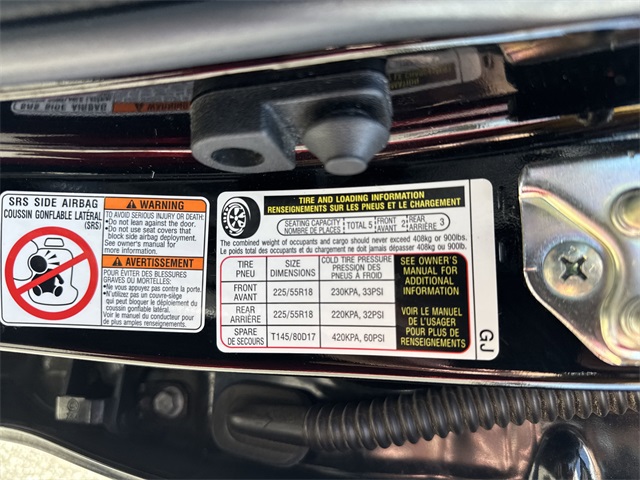 SRS SIDE AIRBAG
COUSSIN GONFLABLE LATÉRAL
(SRS)
WARNING
TO AVOID SERIOUS INJURY OR DEATH:
•Do not lean against the door.
•Do not use seat covers that
block side airbag deployment.
See owner's manual for
more information.
AVERTISSEMENT
POUR ÉVITER DES BLESSURES
GRAVES OU MORTELLES:
•Ne vous appuyez pas contre la porte.
•N'utilisez pas un couvre-siège
qui peut bloquer le déploiement du
coussin gonflable latéral.
Voir le manuel du conducteur pour
de plus amples renseignements.
TIRE AND LOADING INFORMATION
RENSEIGNEMENTS SUR LES PNEUS ET LE CHARGEMENT
SEATING CAPACITY
NOMBRE DE PLACES
TOTAL 5
FRONT
AVANT 2
REAR
ARRIÈRE 3
The combined weight of occupants and cargo should never exceed 408kg or 900lbs.
Le poids total des occupants et du chargement ne doit jamais dépasser 408kg ou 900lb.
TIRE
PNEU
SIZE
DIMENSIONS
COLD TIRE PRESSURE
PRESSION DES
PNEUS À FROID
FRONT
AVANT
225/55R18
230KPA, 33PSI
REAR
ARRIÈRE
225/55R18
220KPA, 32PSI
SPARE
DE SECOURS
T145/80D17
420KPA, 60PSI
SEE OWNER'S
MANUAL FOR
ADDITIONAL
INFORMATION
VOIR LE MANUEL
DE L'USAGER
POUR PLUS DE
RENSEIGNEMENTS
GJ